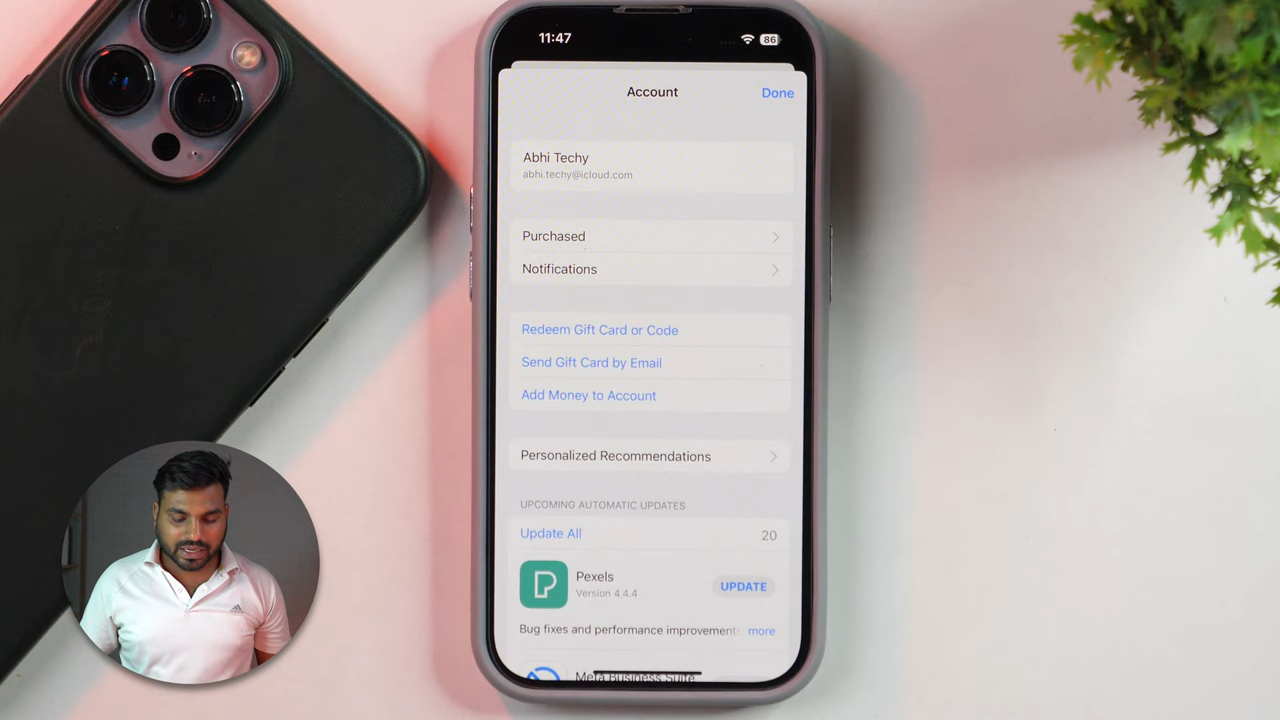 11:47
86
Account
Done
Abhi Techy
abhi.techy@icloud.com
Purchased
Notifications
Redeem Gift Card or Code
Send Gift Card by Email
Add Money to Account
Personalized Recommendations
UPCOMING AUTOMATIC UPDATES
Update All
20
Pexels
Version 4.4.4
UPDATE
Bug fixes and performance improvements
more
Meta Business Suite